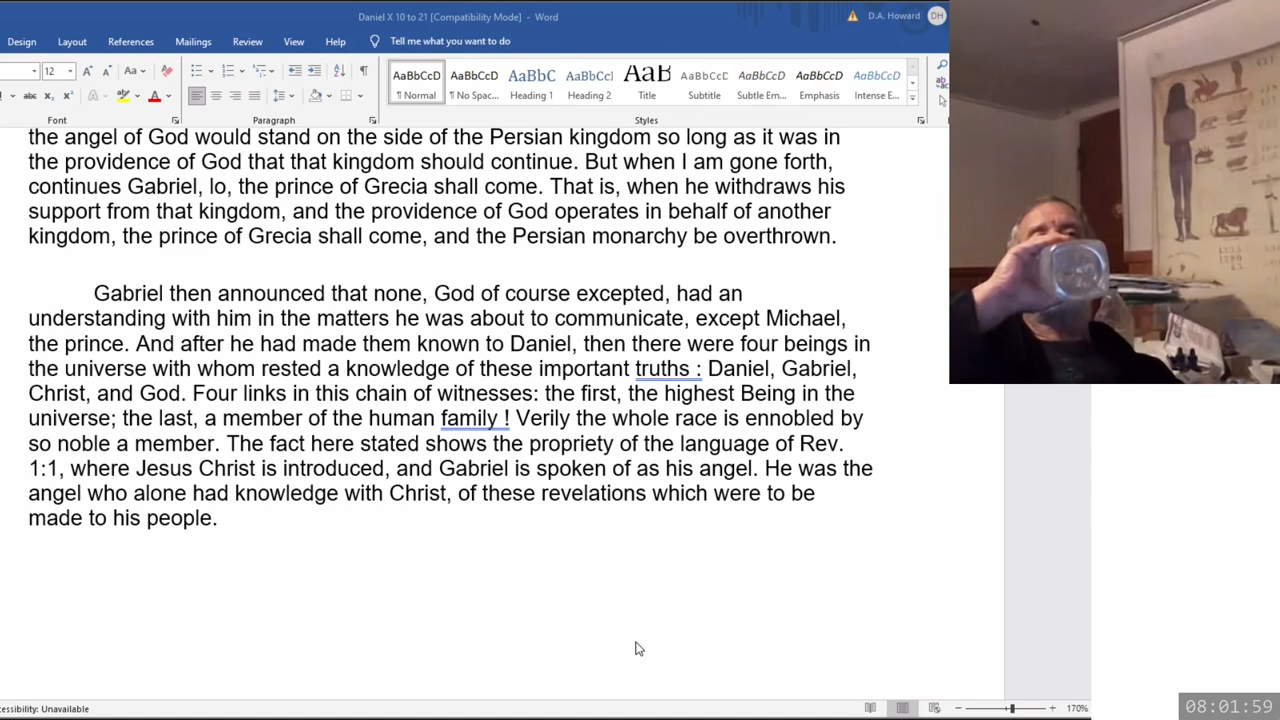 Daniel X 10 to 21 [Compatibility Mode] - Word
D.A. Howard DH
Design Layout References Mailings Review View Help Tell me what you want to do
12 Aa
AaBbCcD AaBbCcD AaBbC AaBbCcI AaB AaBbCcD AaBbCcD AaBbCcD AaBbCcD
¶ Normal ¶ No Spac... Heading 1 Heading 2 Title Subtitle Subtle Em... Emphasis Intense E...
Font Paragraph Styles
the angel of God would stand on the side of the Persian kingdom so long as it was in
the providence of God that that kingdom should continue. But when I am gone forth,
continues Gabriel, lo, the prince of Grecia shall come. That is, when he withdraws his
support from that kingdom, and the providence of God operates in behalf of another
kingdom, the prince of Grecia shall come, and the Persian monarchy be overthrown.
Gabriel then announced that none, God of course excepted, had an
understanding with him in the matters he was about to communicate, except Michael,
the prince. And after he had made them known to Daniel, then there were four beings in
the universe with whom rested a knowledge of these important truths : Daniel, Gabriel,
Christ, and God. Four links in this chain of witnesses: the first, the highest Being in the
universe; the last, a member of the human family ! Verily the whole race is ennobled by
so noble a member. The fact here stated shows the propriety of the language of Rev.
1:1, where Jesus Christ is introduced, and Gabriel is spoken of as his angel. He was the
angel who alone had knowledge with Christ, of these revelations which were to be
made to his people.
cessibility: Unavailable
170%
08:01:59